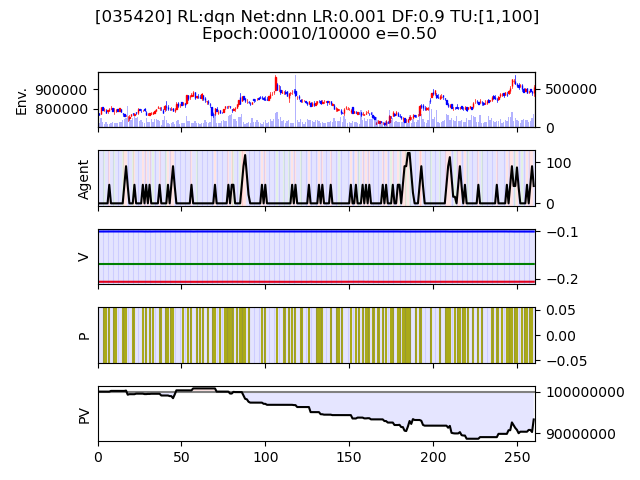 [035420] RL:dqn Net:dnn LR:0.001 DF:0.9 TU:[1,100]
Epoch:00010/10000 e=0.50
Env.
900000
800000
500000
0
Agent
100
0
V
−0.1
−0.2
P
0.05
0.00
−0.05
PV
100000000
90000000
0 50 100 150 200 250